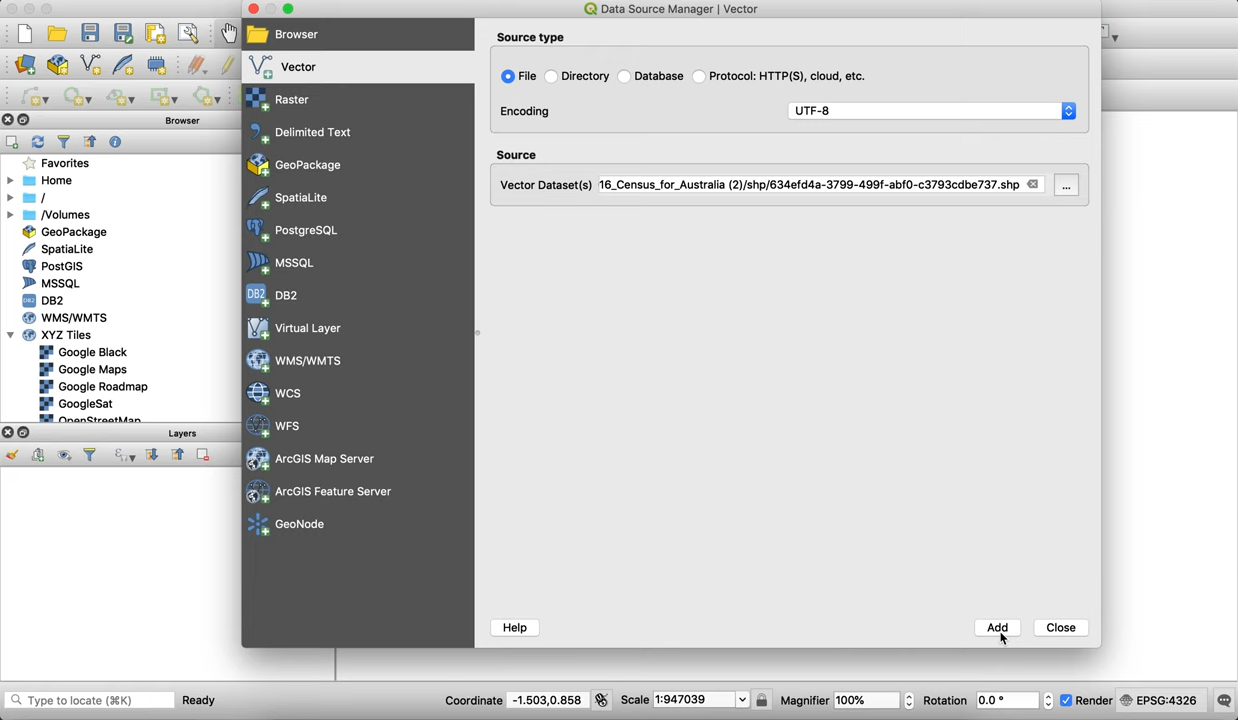 Data Source Manager | Vector
Browser
Vector
Raster
Delimited Text
GeoPackage
SpatiaLite
PostgreSQL
MSSQL
DB2
Virtual Layer
WMS/WMTS
WCS
WFS
ArcGIS Map Server
ArcGIS Feature Server
GeoNode
Source type
File Directory Database Protocol: HTTP(S), cloud, etc.
Encoding UTF-8
Source
Vector Dataset(s) 16_Census_for_Australia (2)/shp/634efd4a-3799-499f-abf0-c3793cdbe737.shp ...
Help Add Close
Browser
Favorites
Home
/
/Volumes
GeoPackage
SpatiaLite
PostGIS
MSSQL
DB2
WMS/WMTS
XYZ Tiles
Google Black
Google Maps
Google Roadmap
GoogleSat
OpenStreetMap
Layers
Type to locate (⌘K) Ready Coordinate -1.503,0.858 Scale 1:947039 Magnifier 100% Rotation 0.0 ° Render EPSG:4326